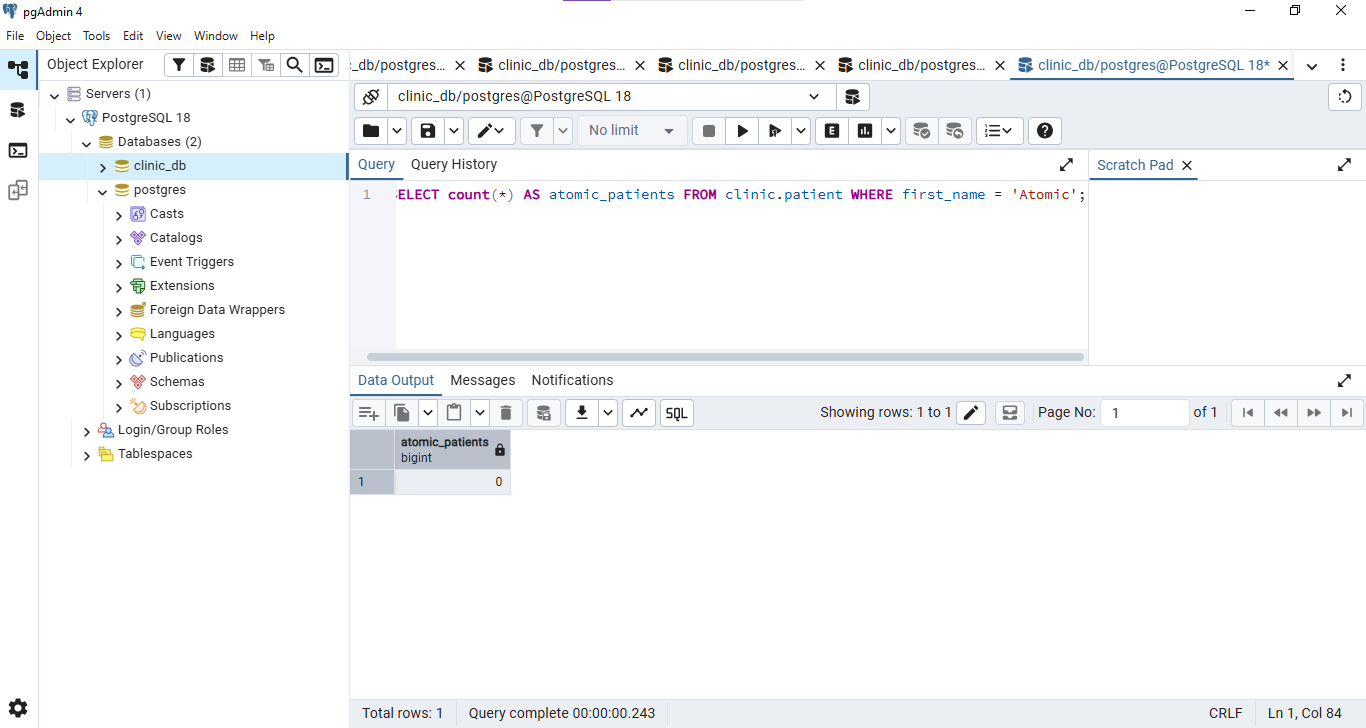 pgAdmin 4
File Object Tools Edit View Window Help
Object Explorer
Servers (1)
PostgreSQL 18
Databases (2)
clinic_db
postgres
Casts
Catalogs
Event Triggers
Extensions
Foreign Data Wrappers
Languages
Publications
Schemas
Subscriptions
Login/Group Roles
Tablespaces
_db/postgres... clinic_db/postgres... clinic_db/postgres... clinic_db/postgres... clinic_db/postgres@PostgreSQL 18*
clinic_db/postgres@PostgreSQL 18
No limit E
Query Query History
Scratch Pad
1 ELECT count(*) AS atomic_patients FROM clinic.patient WHERE first_name = 'Atomic';
Data Output Messages Notifications
SQL Showing rows: 1 to 1 Page No: 1 of 1
atomic_patients
bigint
1 0
Total rows: 1 Query complete 00:00:00.243 CRLF Ln 1, Col 84